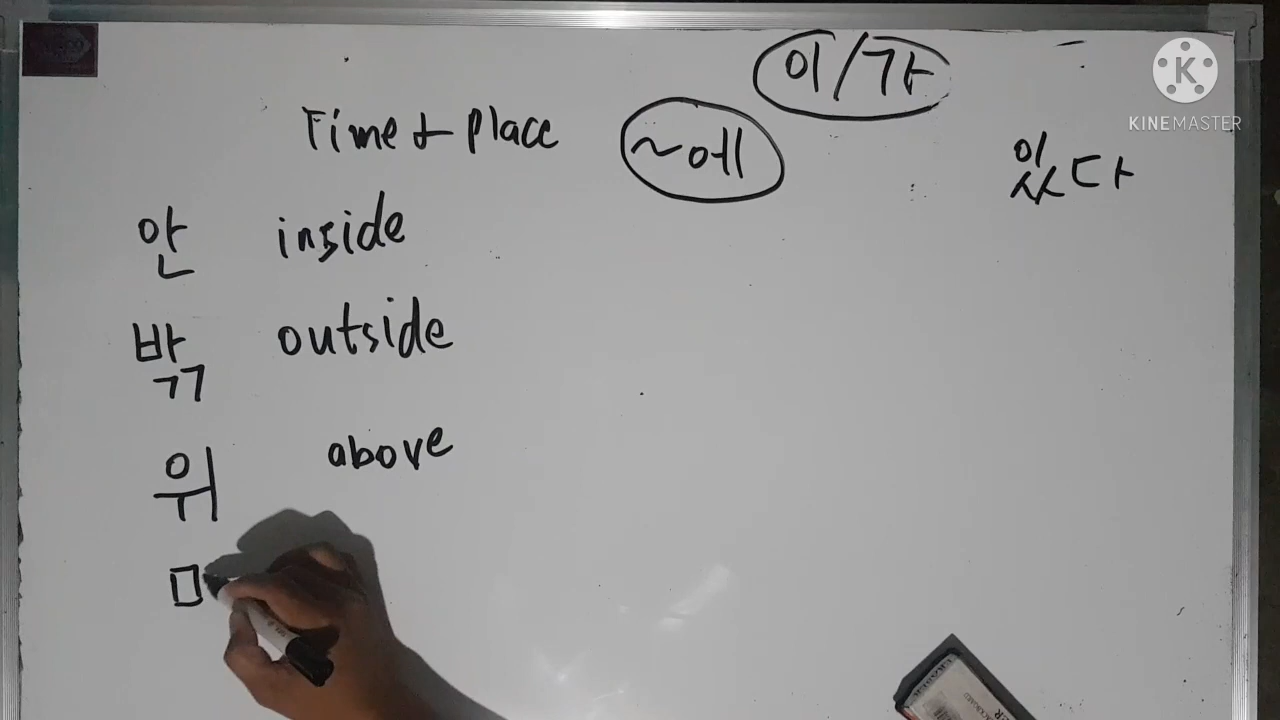 이/가
Time & place ~에
있다
안 inside
밖 outside
위 above
ㅁ
KINEMASTER